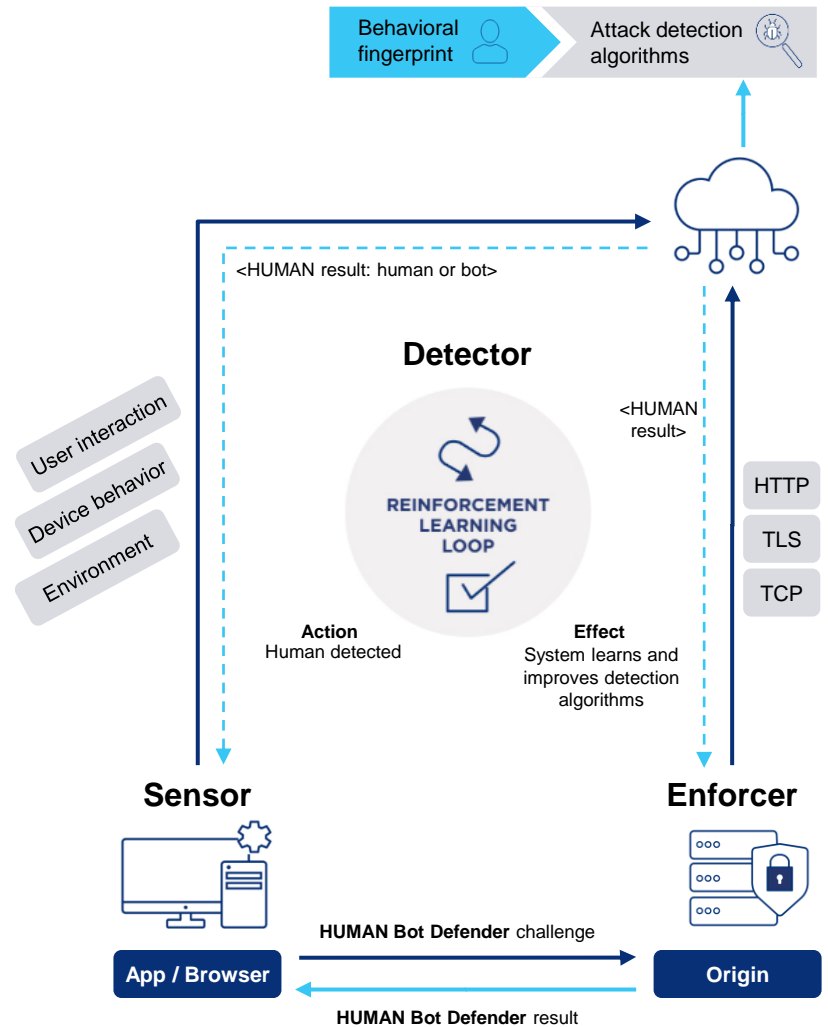 Behavioral
fingerprint
Attack detection
algorithms
<HUMAN result: human or bot>
Detector
<HUMAN
result>
User interaction
Device behavior
Environment
REINFORCEMENT
LEARNING
LOOP
HTTP
TLS
TCP
Action
Human detected
Effect
System learns and
improves detection
algorithms
Sensor
Enforcer
HUMAN Bot Defender challenge
App / Browser
Origin
HUMAN Bot Defender result